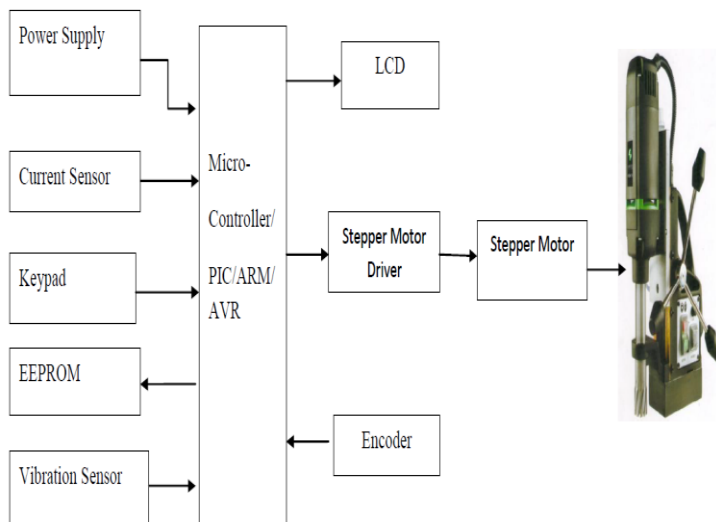 Power Supply
Current Sensor
Keypad
EEPROM
Vibration Sensor
Micro-
Controller/
PIC/ARM/
AVR
LCD
Stepper Motor
Driver
Stepper Motor
Encoder